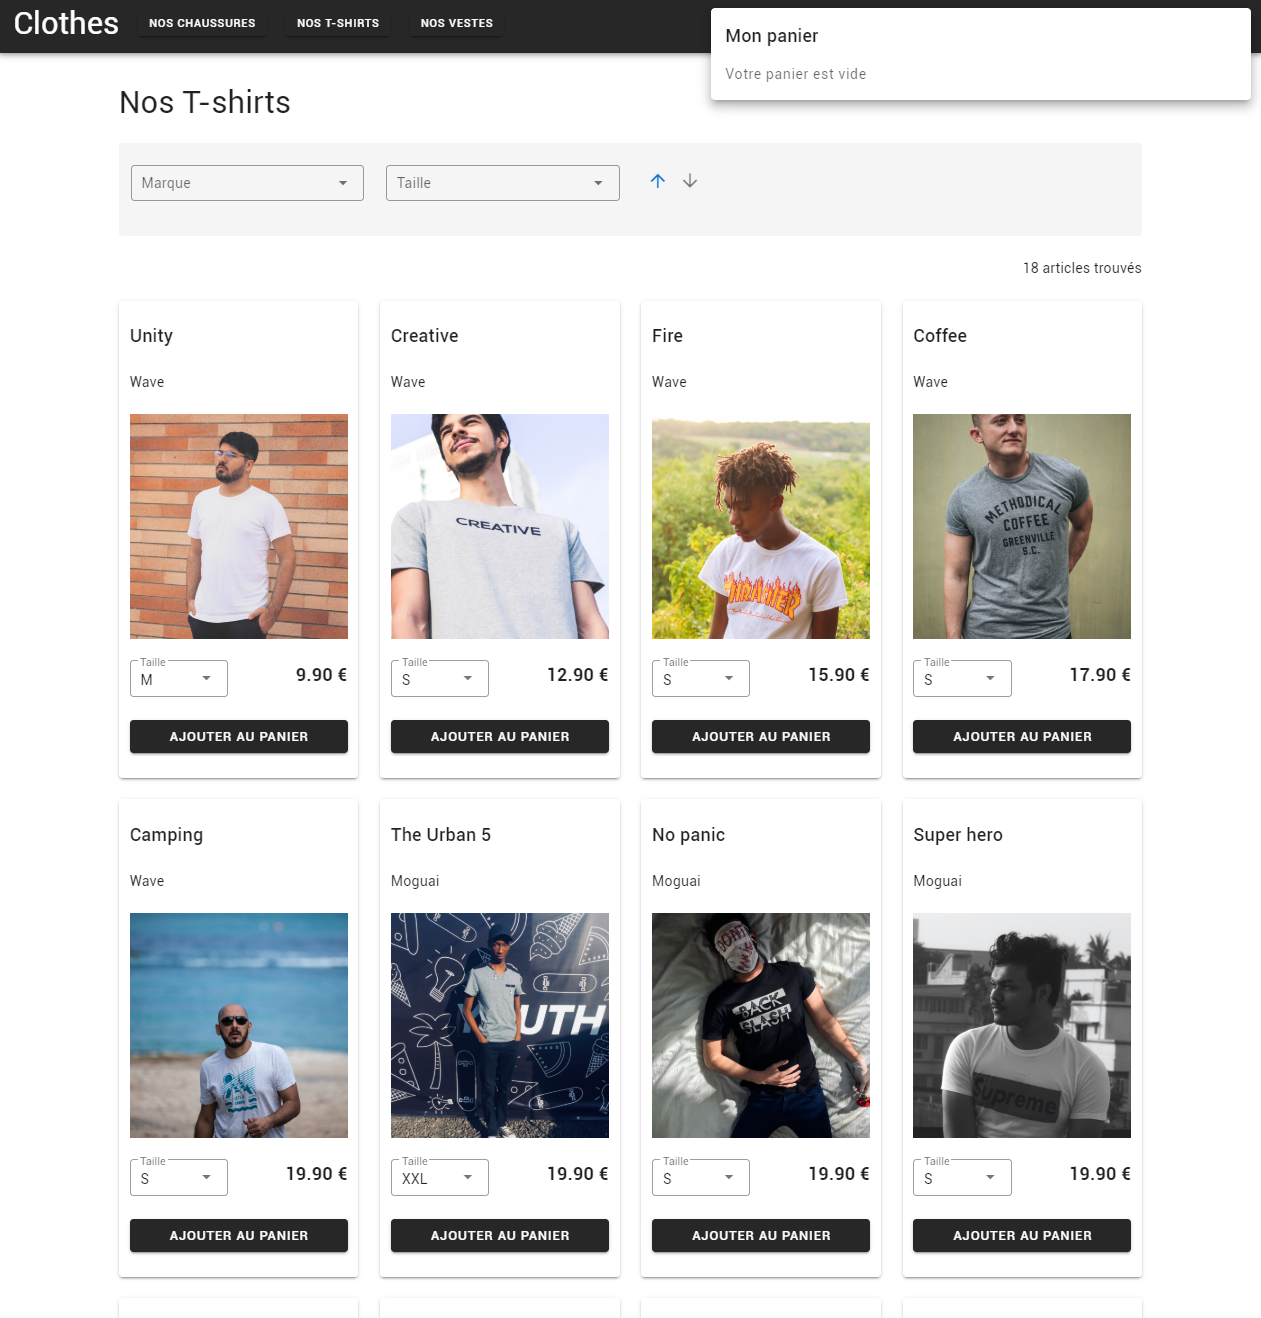 Clothes
NOS CHAUSSURES
NOS T-SHIRTS
NOS VESTES
Mon panier
Votre panier est vide
Nos T-shirts
Marque
Taille
18 articles trouvés
Unity
Wave
Taille
M
9.90 €
AJOUTER AU PANIER
Creative
Wave
CREATIVE
Taille
S
12.90 €
AJOUTER AU PANIER
Fire
Wave
THRASHER
Taille
S
15.90 €
AJOUTER AU PANIER
Coffee
Wave
METHODICAL
COFFEE
GREENVILLE
S.C.
Taille
S
17.90 €
AJOUTER AU PANIER
Camping
Wave
Taille
S
19.90 €
AJOUTER AU PANIER
The Urban 5
Moguai
UTH
Taille
XXL
19.90 €
AJOUTER AU PANIER
No panic
Moguai
BACK
SLASH
Taille
S
19.90 €
AJOUTER AU PANIER
Super hero
Moguai
Supreme
Taille
S
19.90 €
AJOUTER AU PANIER